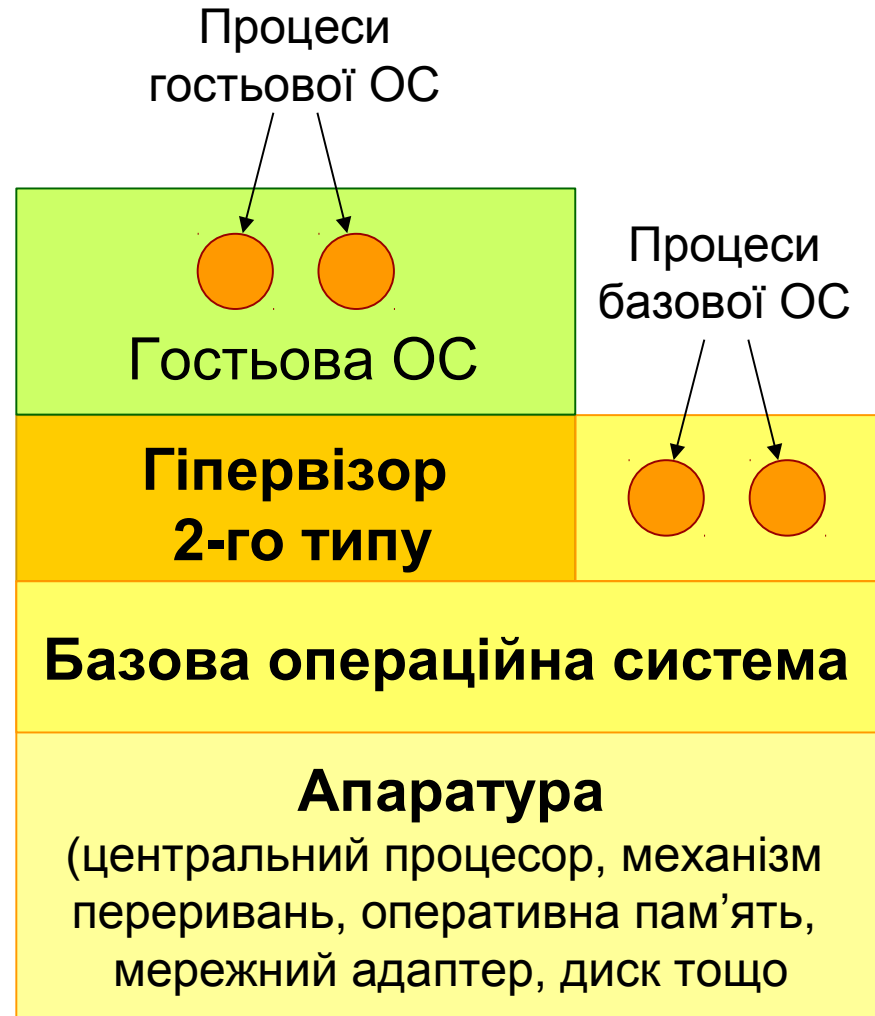 Процеси
гостьової ОС
Процеси
базової ОС
Гостьова ОС
Гіпервізор
2-го типу
Базова операційна система
Апаратура
(центральний процесор, механізм
переривань, оперативна пам’ять,
мережний адаптер, диск тощо